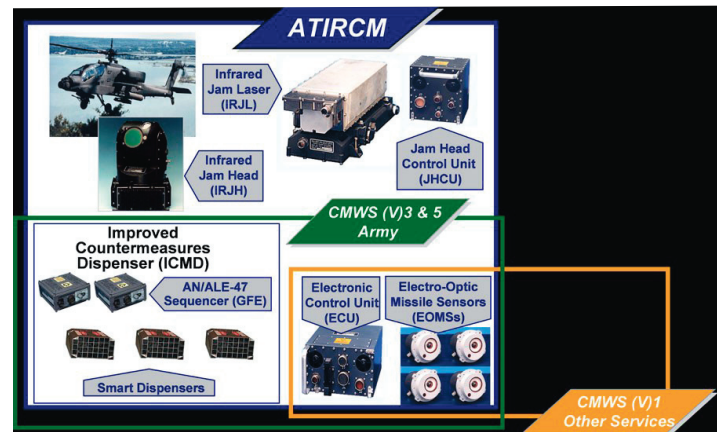 ATIRCM
Infrared
Jam Laser
(IRJL)
Infrared
Jam Head
(IRJH)
Jam Head
Control Unit
(JHCU)
CMWS (V)3 & 5
Army
Improved
Countermeasures
Dispenser (ICMD)
AN/ALE-47
Sequencer (GFE)
Smart Dispensers
Electronic
Control Unit
(ECU)
Electro-Optic
Missile Sensors
(EOMSs)
CMWS (V)1
Other Services